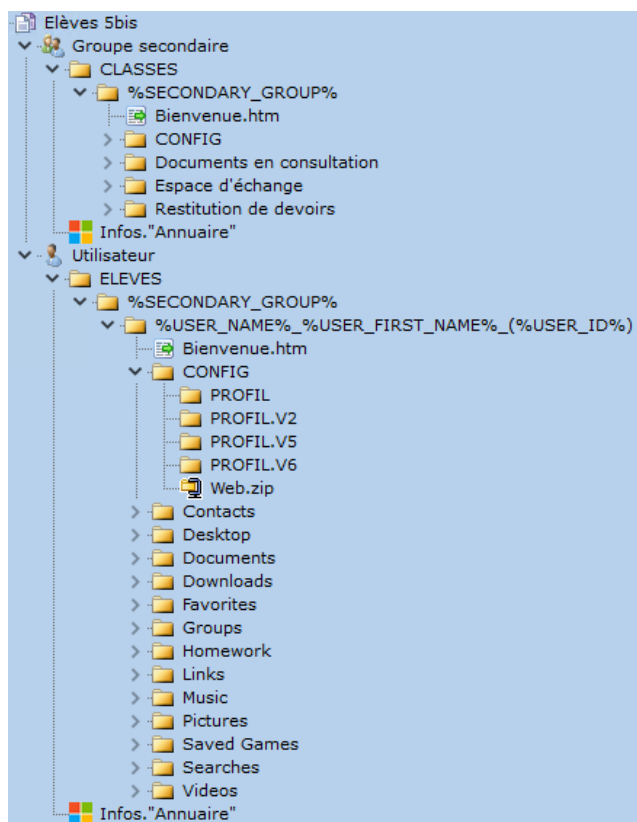 Elèves 5bis
Groupe secondaire
CLASSES
%SECONDARY_GROUP%
Bienvenue.htm
CONFIG
Documents en consultation
Espace d'échange
Restitution de devoirs
Infos."Annuaire"
Utilisateur
ELEVES
%SECONDARY_GROUP%
%USER_NAME%_%USER_FIRST_NAME%_(%USER_ID%)
Bienvenue.htm
CONFIG
PROFIL
PROFIL.V2
PROFIL.V5
PROFIL.V6
Web.zip
Contacts
Desktop
Documents
Downloads
Favorites
Groups
Homework
Links
Music
Pictures
Saved Games
Searches
Videos
Infos."Annuaire"